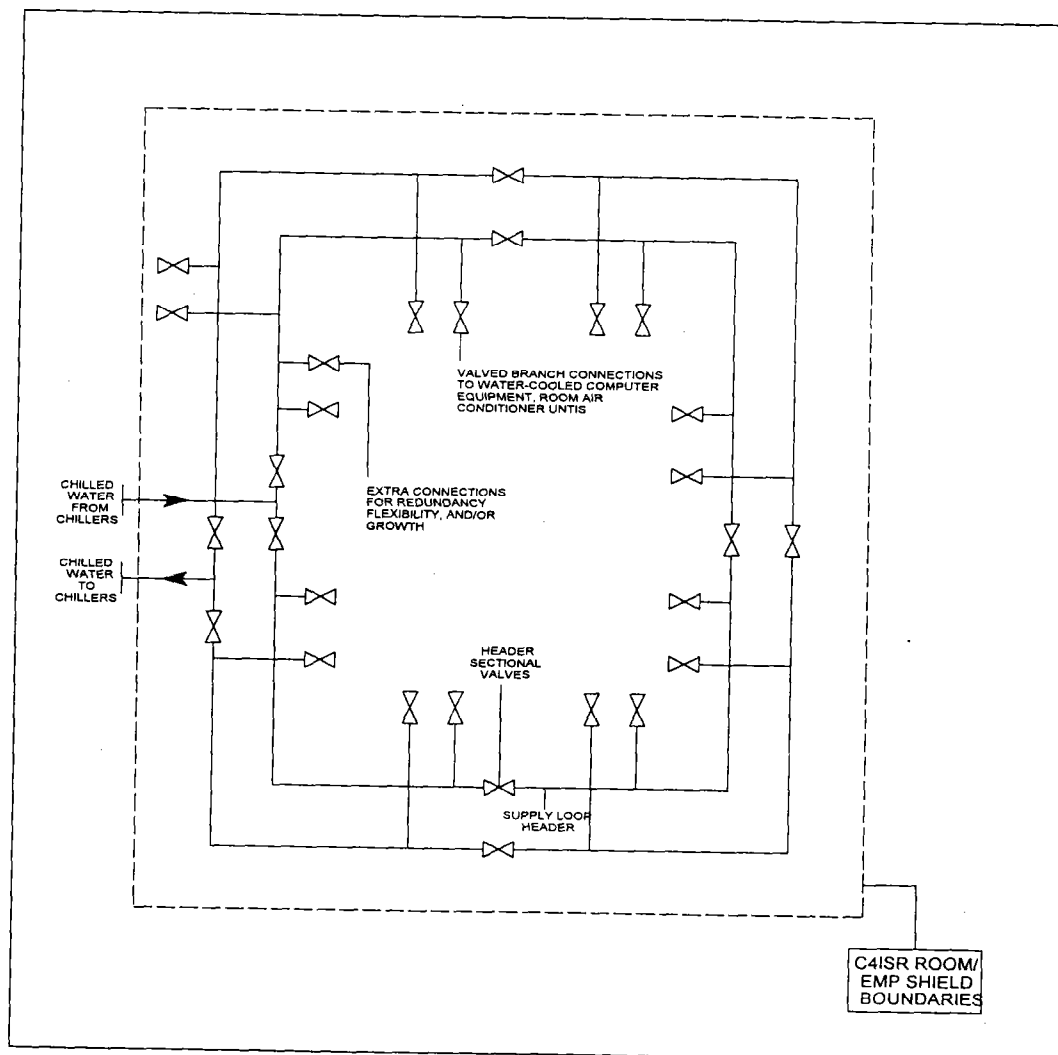 VALVED BRANCH CONNECTIONS
TO WATER-COOLED COMPUTER
EQUIPMENT, ROOM AIR
CONDITIONER UNTIS
CHILLED
WATER
FROM
CHILLERS
EXTRA CONNECTIONS
FOR REDUNDANCY
FLEXIBILITY, AND/OR
GROWTH
CHILLED
WATER
TO
CHILLERS
HEADER
SECTIONAL
VALVES
SUPPLY LOOP
HEADER
C4ISR ROOM/
EMP SHIELD
BOUNDARIES